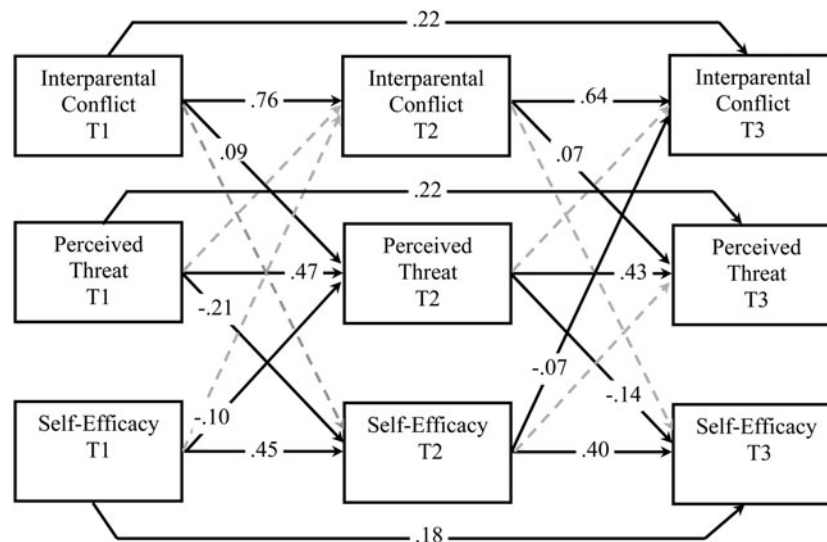 .22
Interparental
Conflict
T1
.76
Interparental
Conflict
T2
.64
Interparental
Conflict
T3
.09
.07
.22
Perceived
Threat
T1
.47
Perceived
Threat
T2
.43
Perceived
Threat
T3
-.21
-.07
-.14
-.10
Self-Efficacy
T1
.45
Self-Efficacy
T2
.40
Self-Efficacy
T3
.18